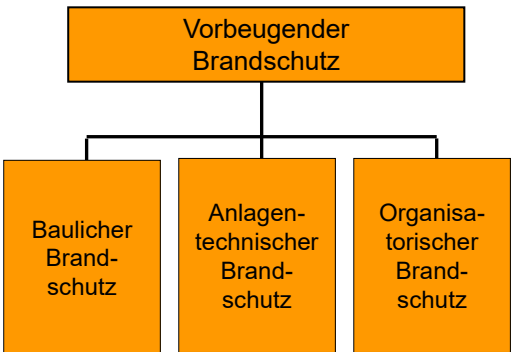 Vorbeugender
Brandschutz
Baulicher
Brand-
schutz
Anlagen-
technischer
Brand-
schutz
Organisa-
torischer
Brand-
schutz